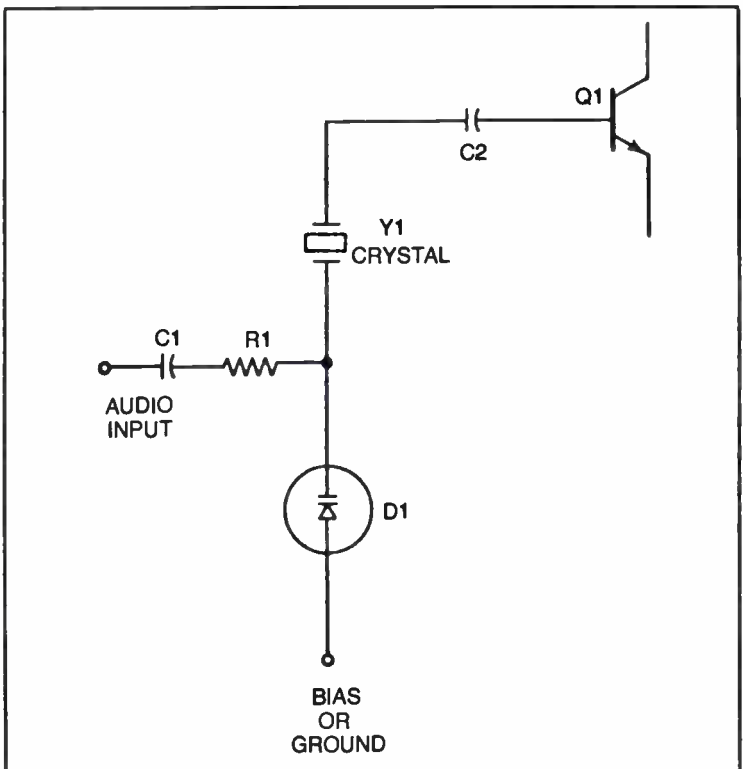 Q1
C2
Y1
CRYSTAL
C1
R1
AUDIO
INPUT
D1
BIAS
OR
GROUND